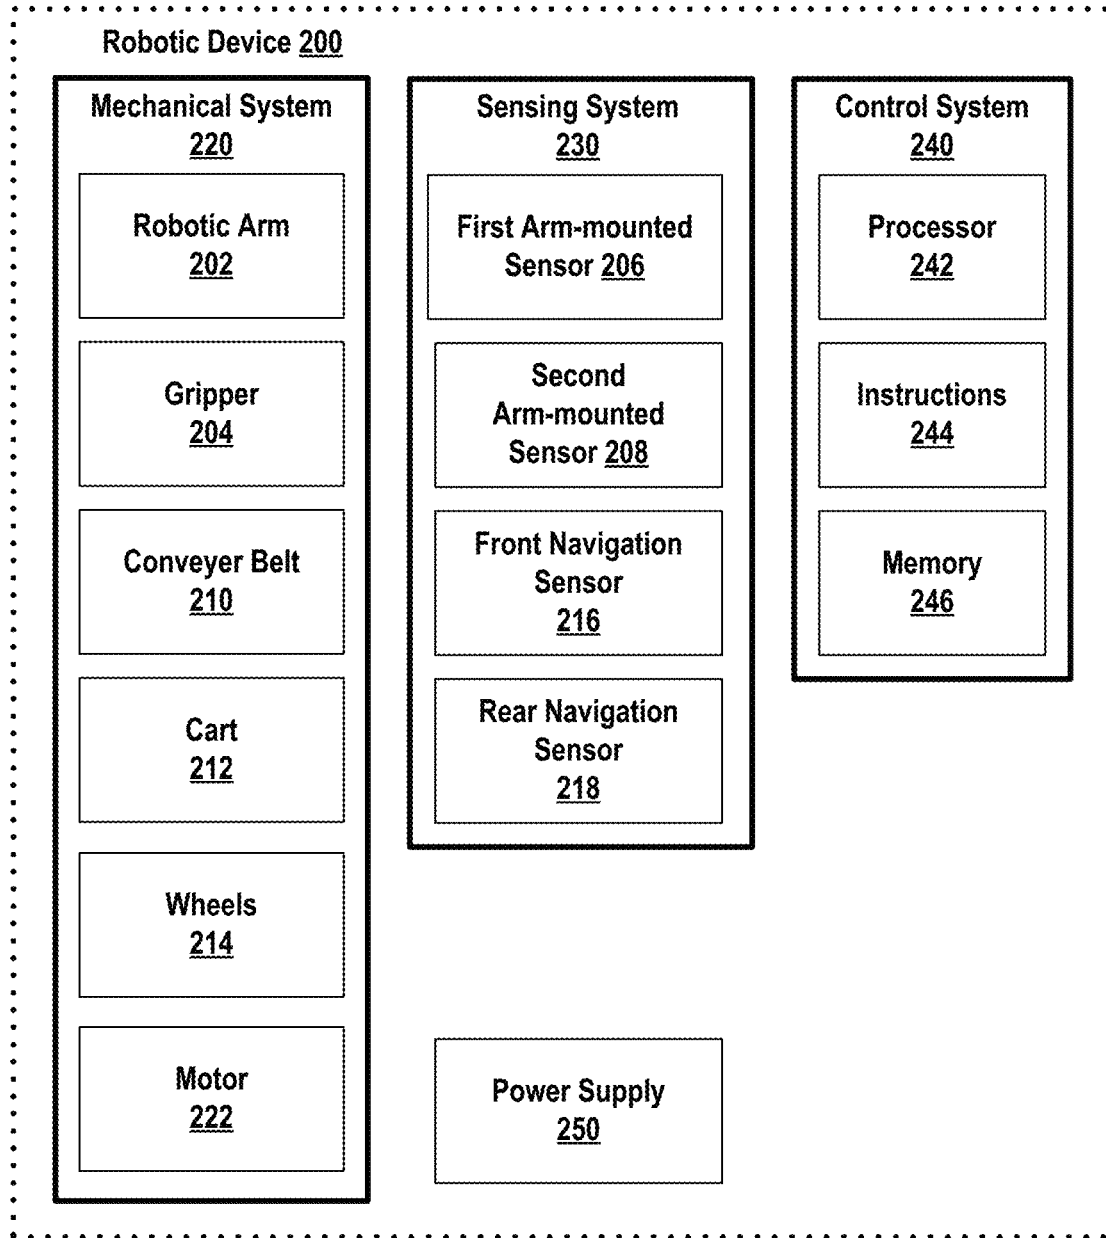 Robotic Device 200
Mechanical System
220
Robotic Arm
202
Gripper
204
Conveyer Belt
210
Cart
212
Wheels
214
Motor
222
Sensing System
230
First Arm-mounted
Sensor 206
Second
Arm-mounted
Sensor 208
Front Navigation
Sensor
216
Rear Navigation
Sensor
218
Power Supply
250
Control System
240
Processor
242
Instructions
244
Memory
246